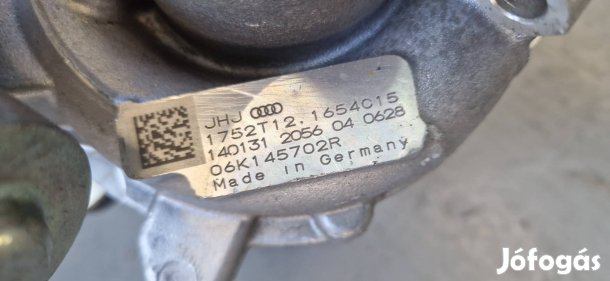 JHJ
1752T12.1654C15
140131 2056 04 0628
06K145702R
Made in Germany
Jófogás